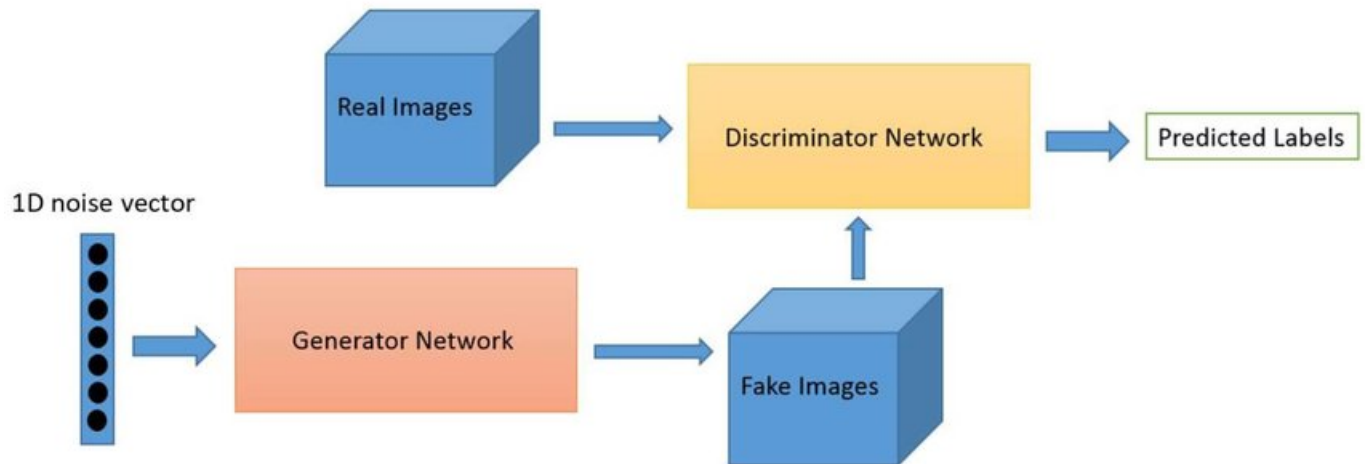 Real Images
Discriminator Network
Predicted Labels
1D noise vector
Generator Network
Fake Images